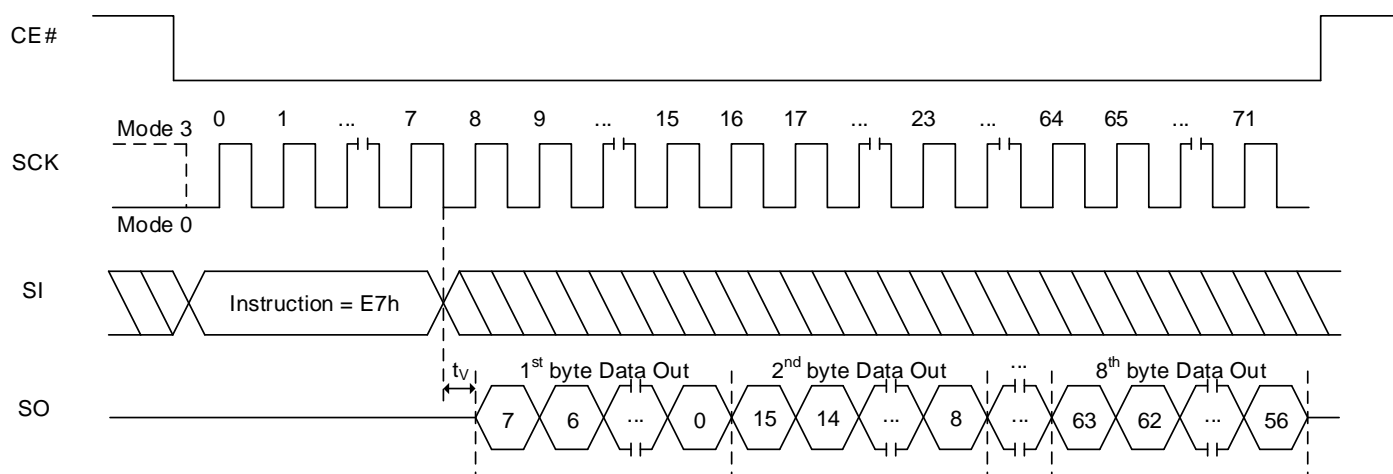 CE#
0 1 ... 7 8 9 ... 15 16 17 ... 23 ... 64 65 ... 71
Mode 3
SCK
Mode 0
SI
Instruction = E7h
tV 1st byte Data Out 2nd byte Data Out ... 8th byte Data Out
SO
7 6 ... 0 15 14 ... 8 ... 63 62 ... 56